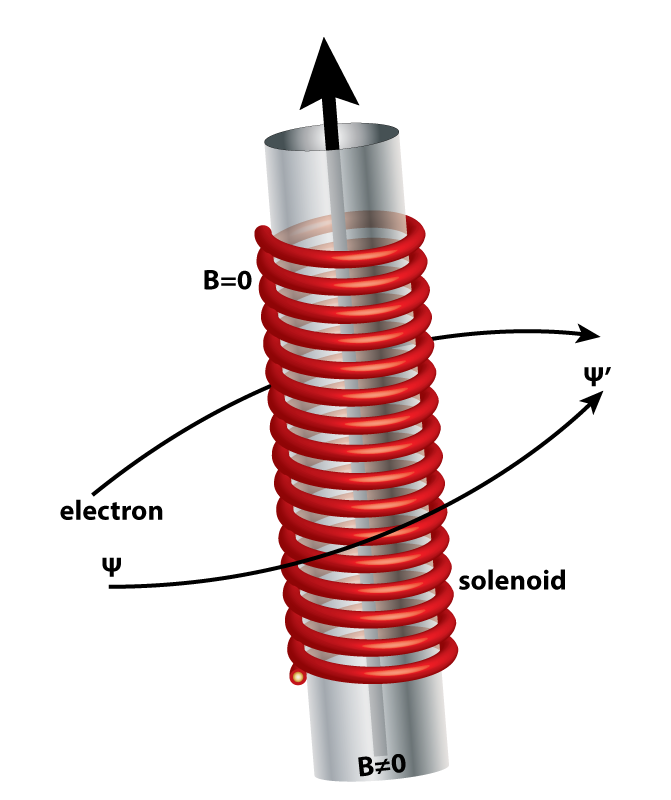 B=0
Ψ′
electron
Ψ
solenoid
B≠0